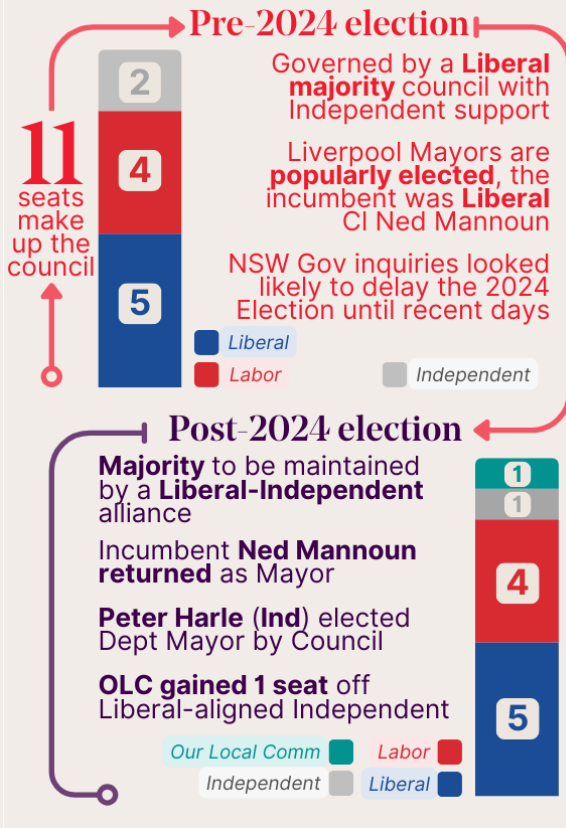 Pre-2024 election
2
4
5
11
seats
make
up the
council
Governed by a Liberal
majority council with
Independent support
Liverpool Mayors are
popularly elected, the
incumbent was Liberal
Cl Ned Mannoun
NSW Gov inquiries looked
likely to delay the 2024
Election until recent days
Liberal
Labor
Independent
Post-2024 election
Majority to be maintained
by a Liberal-Independent
alliance
Incumbent Ned Mannoun
returned as Mayor
Peter Harle (Ind) elected
Dept Mayor by Council
OLC gained 1 seat off
Liberal-aligned Independent
1
1
4
5
Our Local Comm
Labor
Independent
Liberal